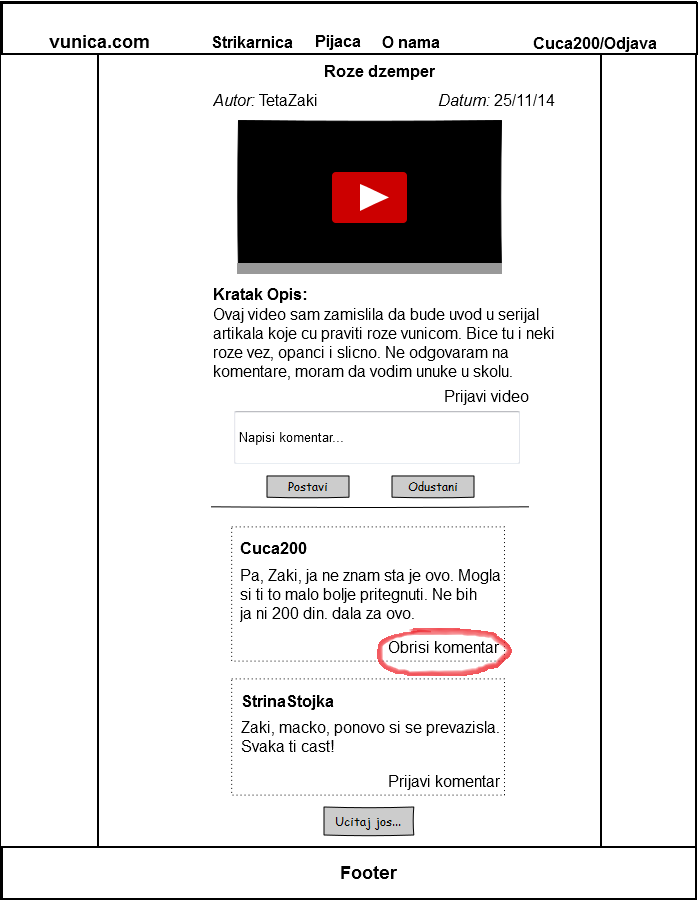 vunica.com Strikarnica Pijaca O nama Cuca200/Odjava
Roze dzemper
Autor: TetaZaki Datum: 25/11/14
Kratak Opis:
Ovaj video sam zamislila da bude uvod u serijal
artikala koje cu praviti roze vunicom. Bice tu i neki
roze vez, opanci i slicno. Ne odgovaram na
komentare, moram da vodim unuke u skolu.
Prijavi video
Napisi komentar...
Postavi Odustani
Cuca200
Pa, Zaki, ja ne znam sta je ovo. Mogla
si ti to malo bolje pritegnuti. Ne bih
ja ni 200 din. dala za ovo.
Obrisi komentar
StrinaStojka
Zaki, macko, ponovo si se prevazisla.
Svaka ti cast!
Prijavi komentar
Ucitaj jos...
Footer